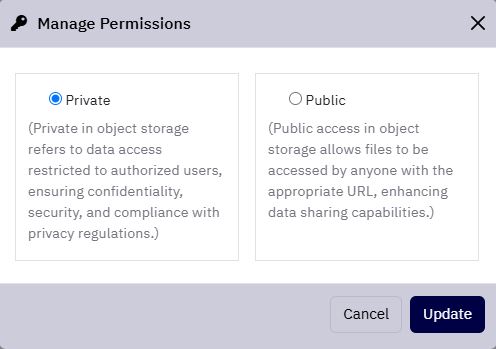 Manage Permissions
Private
(Private in object storage
refers to data access
restricted to authorized users,
ensuring confidentiality,
security, and compliance with
privacy regulations.)
Public
(Public access in object
storage allows files to be
accessed by anyone with the
appropriate URL, enhancing
data sharing capabilities.)
Cancel
Update